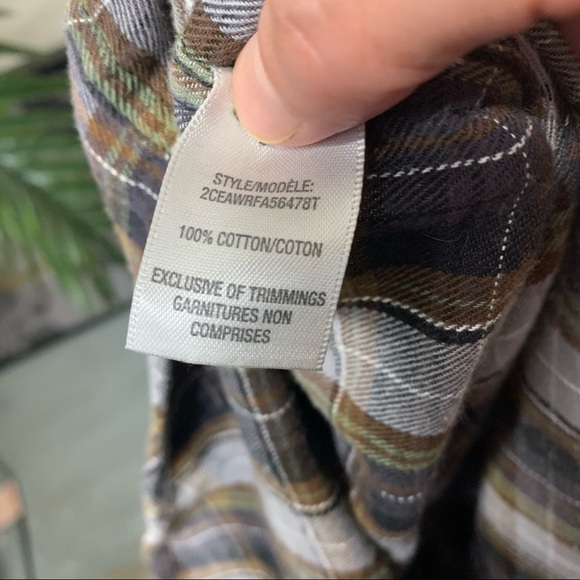 STYLE/MODÈLE:
2CEAWRFA56478T
100% COTTON/COTON
EXCLUSIVE OF TRIMMINGS
GARNITURES NON
COMPRISES